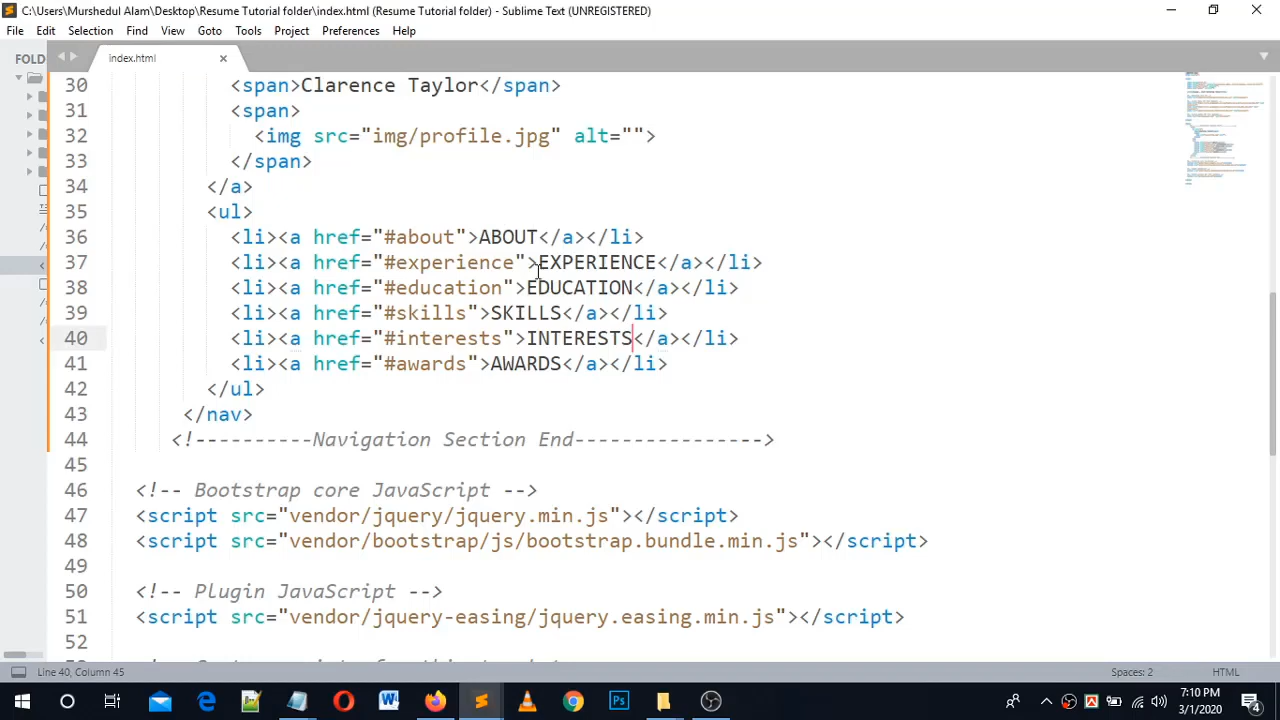 C:\Users\Murshedul Alam\Desktop\Resume Tutorial folder\index.html (Resume Tutorial folder) - Sublime Text (UNREGISTERED)
File Edit Selection Find View Goto Tools Project Preferences Help
FOLD
index.html
30 <span>Clarence Taylor</span>
31 <span>
32 <img src="img/profile.jpg" alt="">
33 </span>
34 </a>
35 <ul>
36 <li><a href="#about">ABOUT</a></li>
37 <li><a href="#experience">EXPERIENCE</a></li>
38 <li><a href="#education">EDUCATION</a></li>
39 <li><a href="#skills">SKILLS</a></li>
40 <li><a href="#interests">INTERESTS</a></li>
41 <li><a href="#awards">AWARDS</a></li>
42 </ul>
43 </nav>
44 <!----------Navigation Section End---------------->
45
46 <!-- Bootstrap core JavaScript -->
47 <script src="vendor/jquery/jquery.min.js"></script>
48 <script src="vendor/bootstrap/js/bootstrap.bundle.min.js"></script>
49
50 <!-- Plugin JavaScript -->
51 <script src="vendor/jquery-easing/jquery.easing.min.js"></script>
52
Line 40, Column 45
Spaces: 2
HTML
7:10 PM
3/1/2020